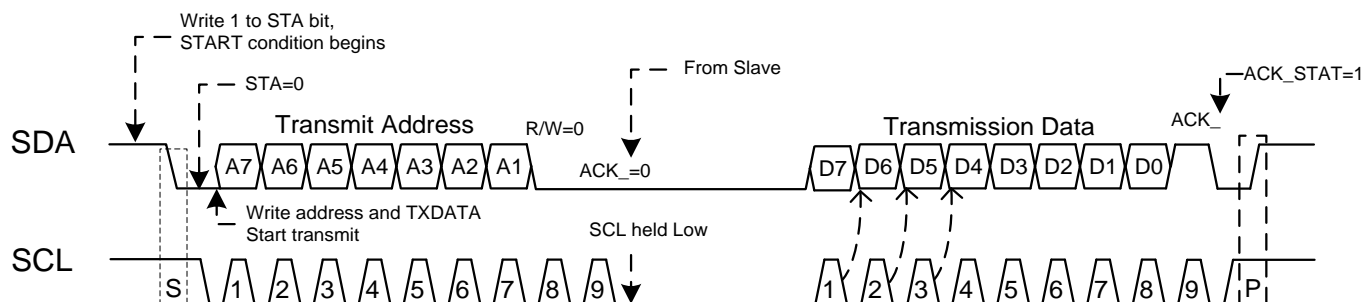 Write 1 to STA bit,
START condition begins
STA=0
From Slave
ACK_STAT=1
Transmit Address
R/W=0
Transmission Data
ACK_
SDA
A7 A6 A5 A4 A3 A2 A1
ACK_=0
D7 D6 D5 D4 D3 D2 D1 D0
Write address and TXDATA
Start transmit
SCL held Low
SCL
S 1 2 3 4 5 6 7 8 9 1 2 3 4 5 6 7 8 9 P